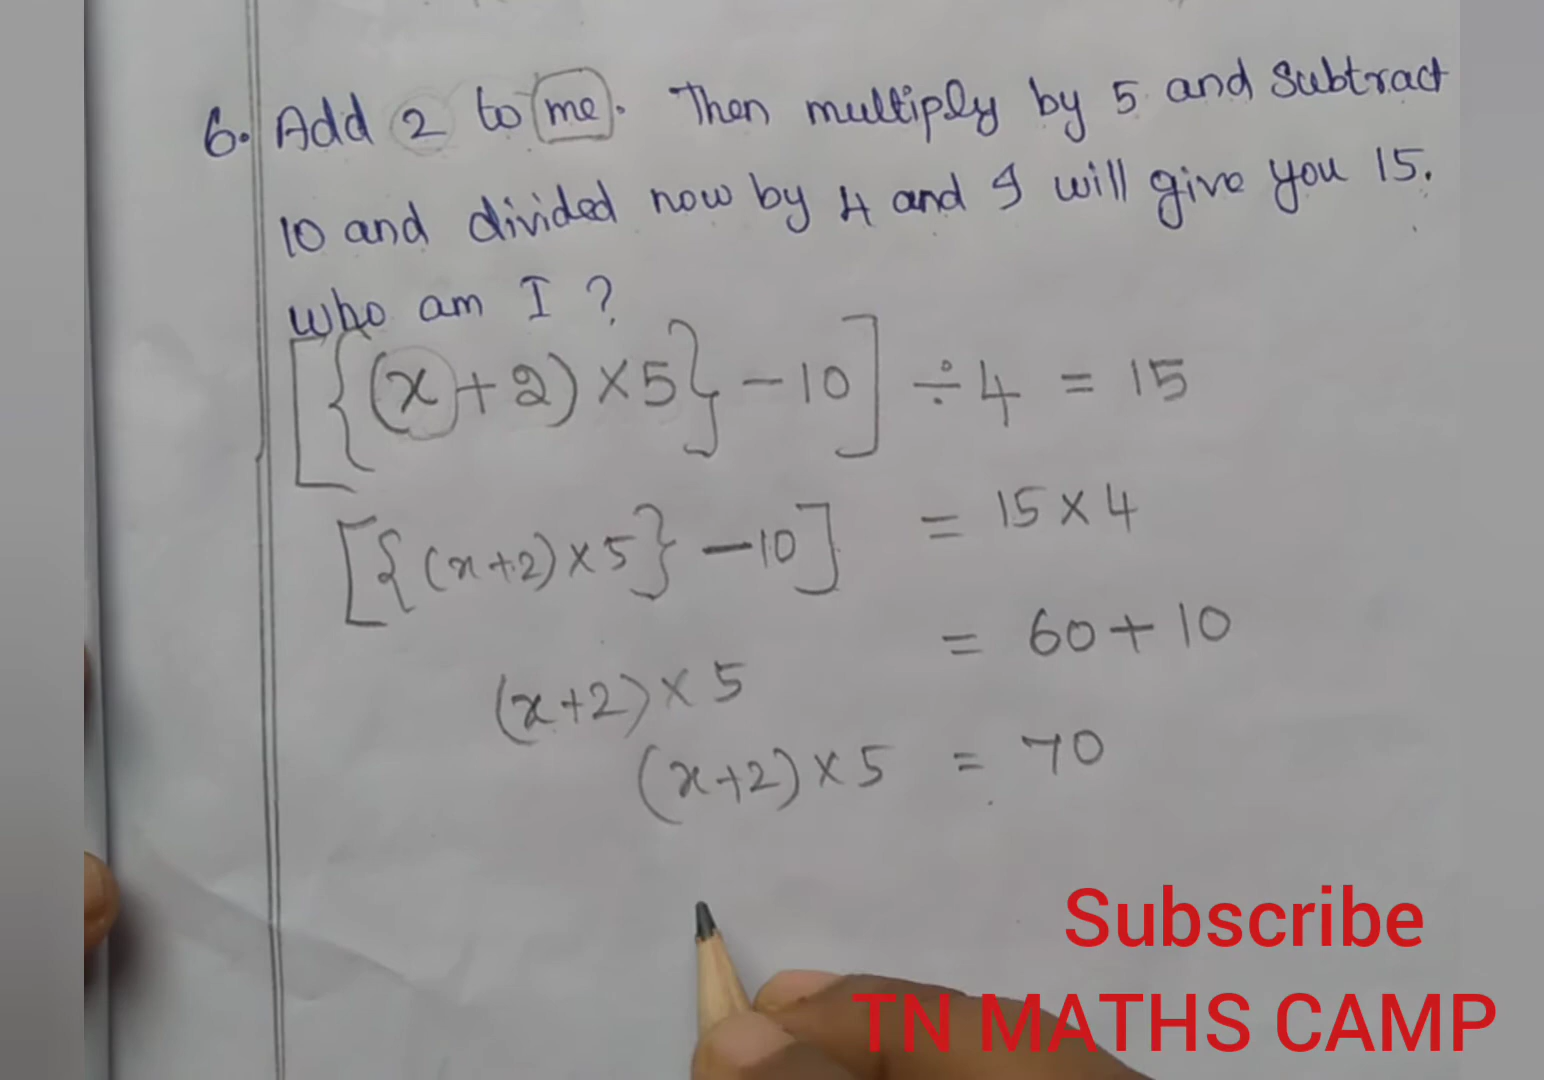 6. Add 2 to me. Then multiply by 5 and Subtract
10 and divided now by 4 and I will give you 15.
who am I ?
[{(x+2)×5}-10] ÷ 4 = 15
[{(x+2)×5}-10] = 15×4
= 60+10
(x+2)×5
(x+2)×5 = 70
Subscribe
TN MATHS CAMP